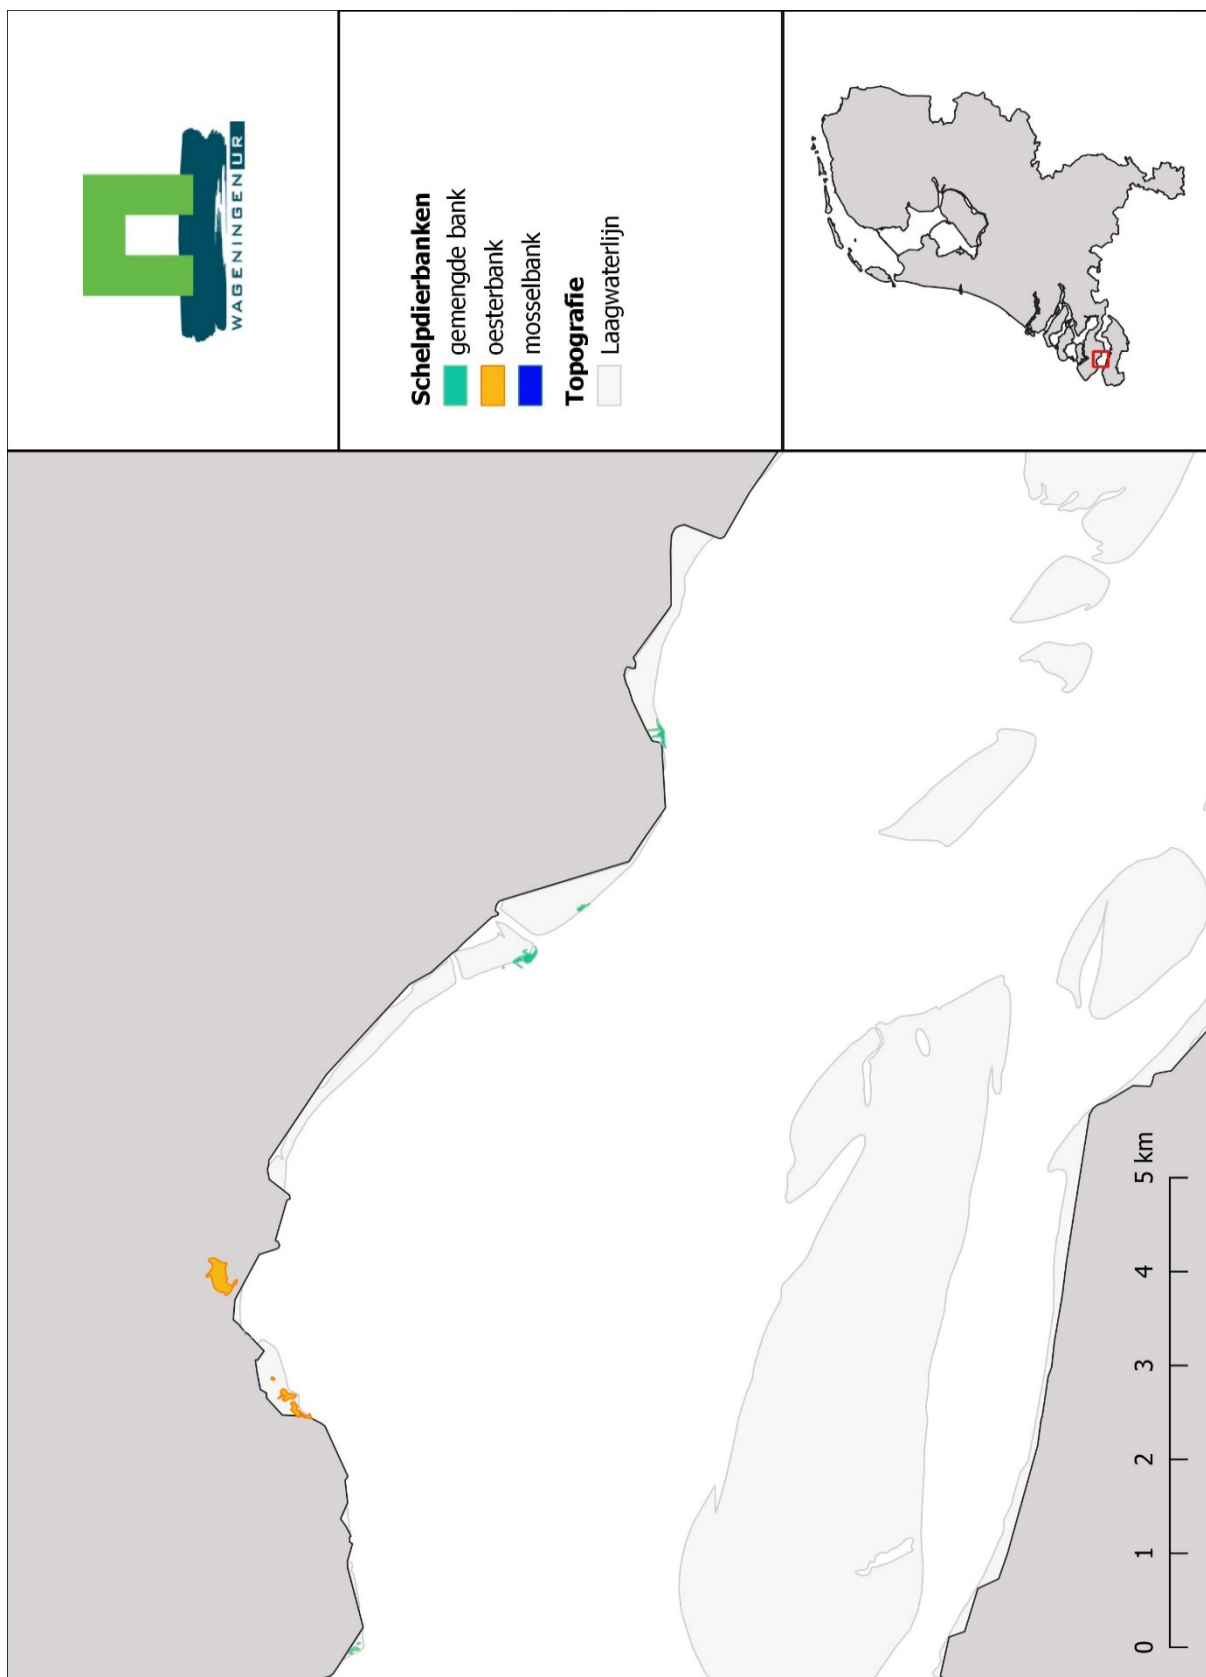 WAGENINGEN UR
Schelpdierbanken
gemengde bank
oesterbank
mosselbank
Topografie
Laagwaterlijn
0 1 2 3 4 5 km